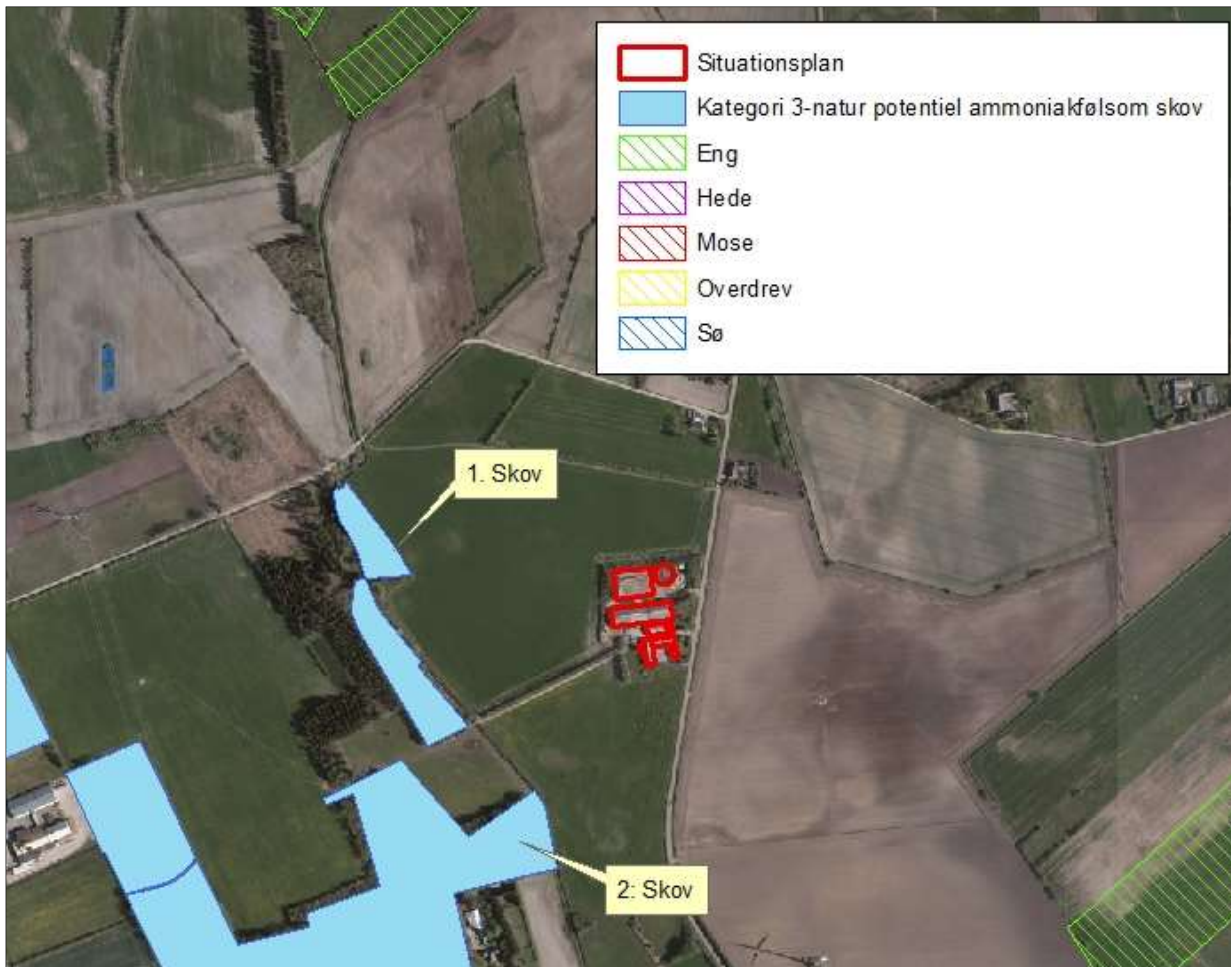 Situationsplan
Kategori 3-natur potentiel ammoniakfølsom skov
Eng
Hede
Mose
Overdrev
Sø
1. Skov
2: Skov